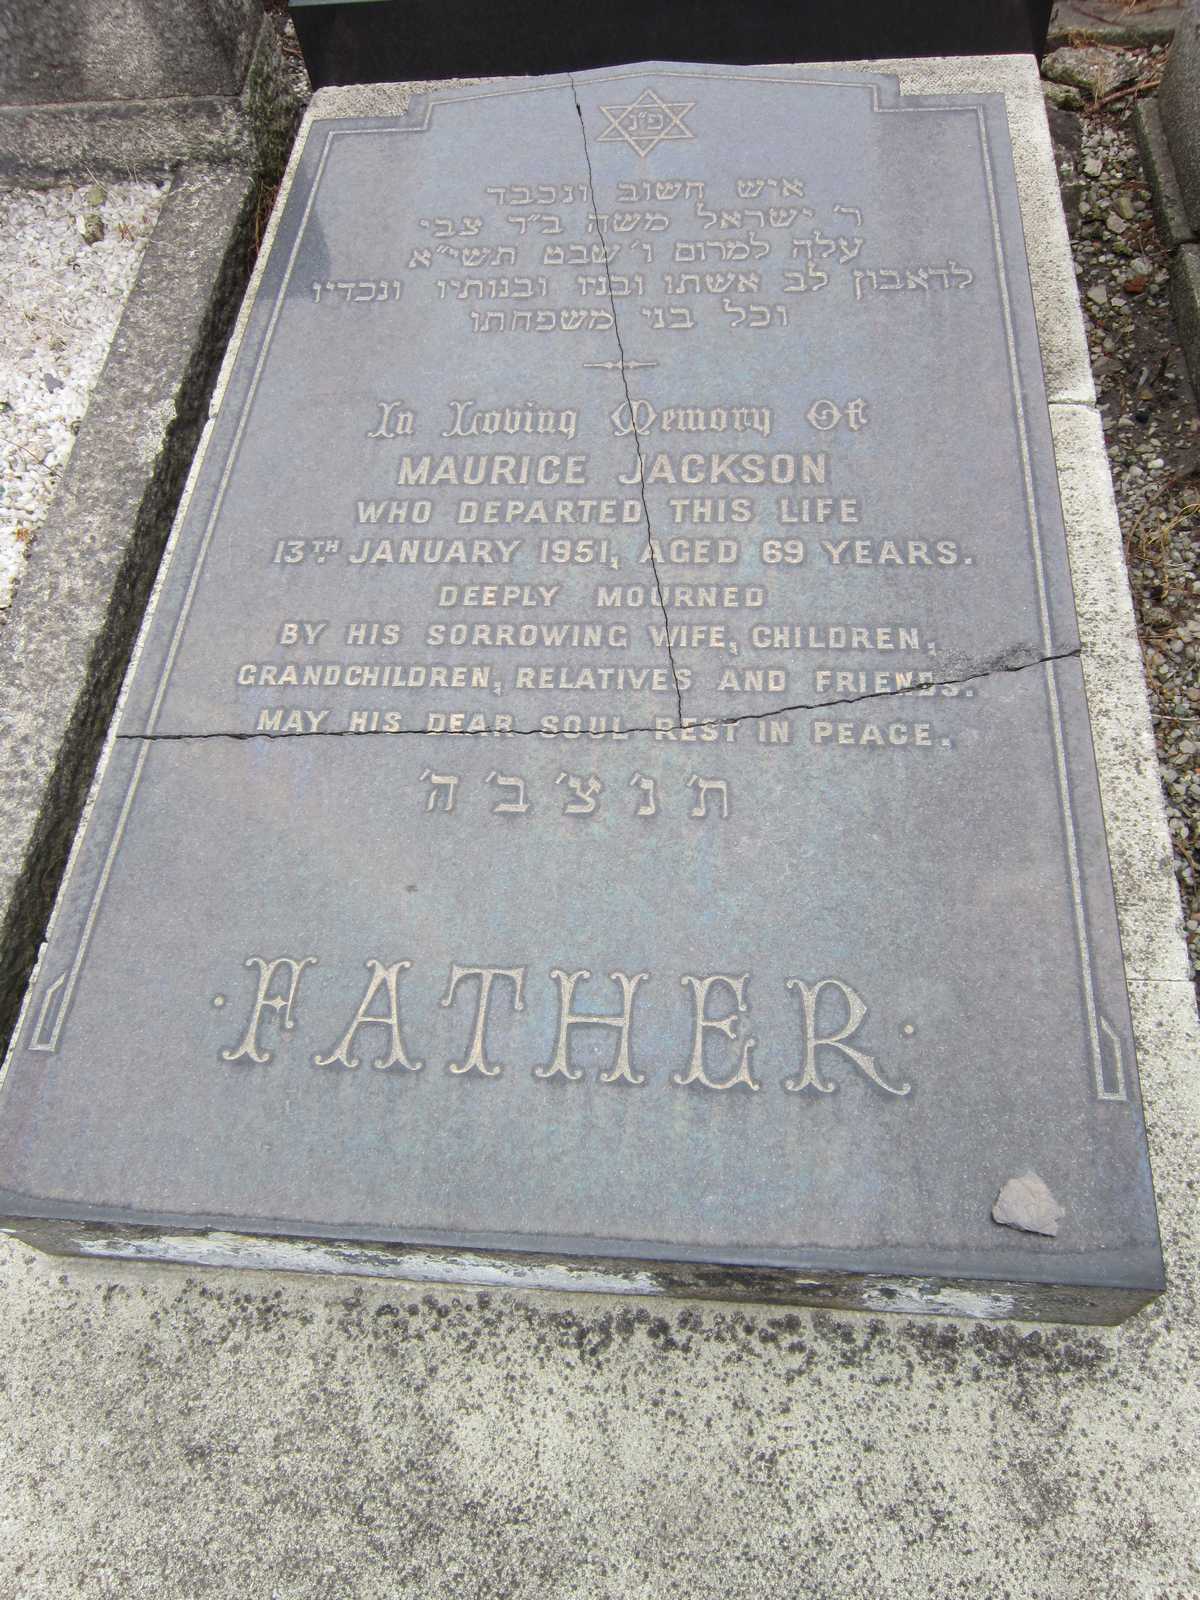 פ״נ
איש חשוב ונכבד
ר׳ ישראל משה ב״ר צבי
עלה למרום ו׳ שבט תשי״א
לדאבון לב אשתו ובניו ובנותיו ונכדיו
וכל בני משפחתו
In Loving Memory Of
MAURICE JACKSON
WHO DEPARTED THIS LIFE
13TH JANUARY 1951, AGED 69 YEARS.
DEEPLY MOURNED
BY HIS SORROWING WIFE, CHILDREN,
GRANDCHILDREN, RELATIVES AND FRIENDS.
MAY HIS DEAR SOUL REST IN PEACE.
ת׳ נ׳ צ׳ ב׳ ה׳
· FATHER ·